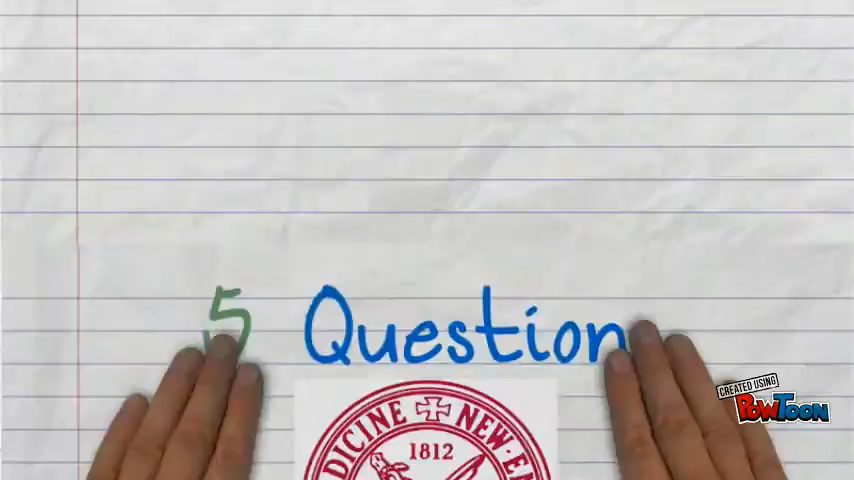 5 Question
DICINE NEW·E
1812
CREATED USING
POWTOON